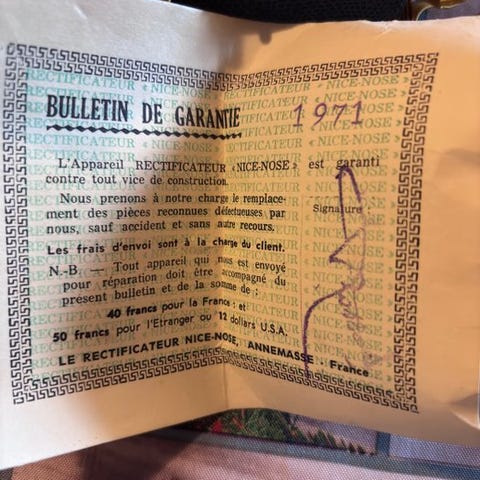 BULLETIN DE GARANTIE 1971
L'Appareil RECTIFICATEUR «NICE-NOSE» est garanti
contre tout vice de construction.
Nous prenons à notre charge le remplace-
ment des pièces reconnues défectueuses par
nous, sauf accident et sans autre recours.
Signature :
Les frais d'envoi sont à la charge du client.
N.-B. — Tout appareil qui nous est envoyé
pour réparation doit être accompagné du
présent bulletin et de la somme de :
40 francs pour la France ; et
50 francs pour l'Etranger ou 12 dollars U.S.A.
LE RECTIFICATEUR NICE-NOSE, ANNEMASSE - France